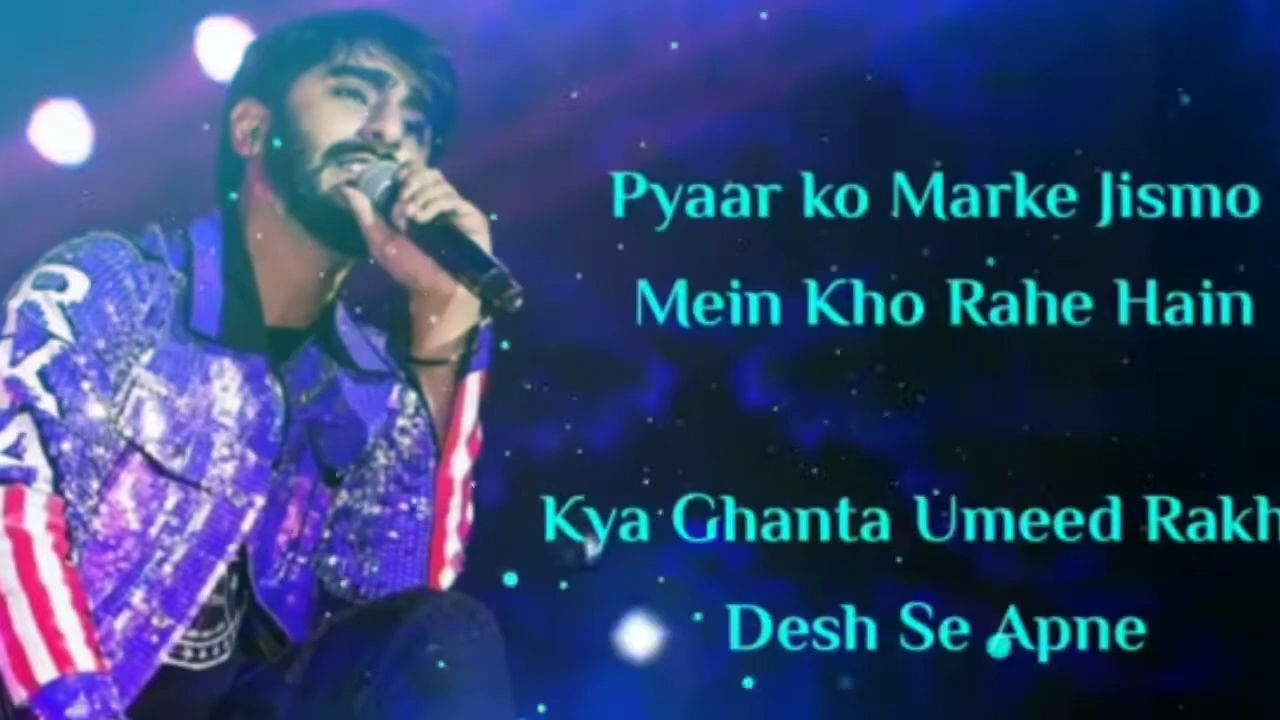 Pyaar ko Marke Jismo
Mein Kho Rahe Hain
Kya Ghanta Umeed Rakh
Desh Se Apne